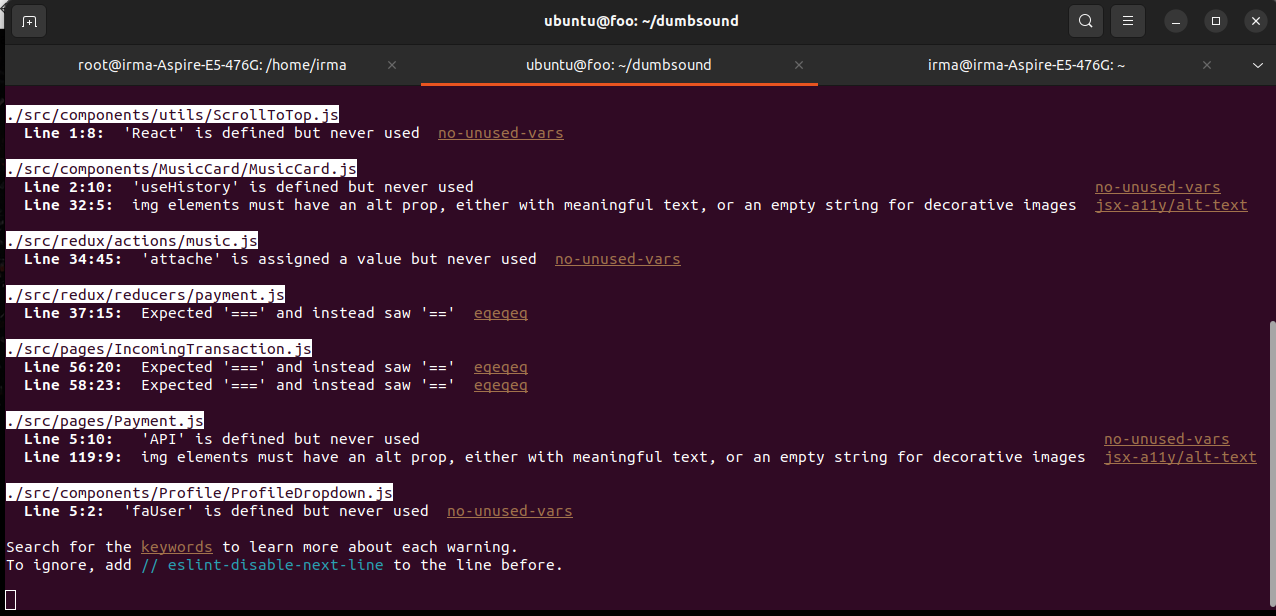 ubuntu@foo: ~/dumbsound
root@irma-Aspire-E5-476G: /home/irma
ubuntu@foo: ~/dumbsound
irma@irma-Aspire-E5-476G: ~
./src/components/utils/ScrollToTop.js
Line 1:8: 'React' is defined but never used no-unused-vars
./src/components/MusicCard/MusicCard.js
Line 2:10: 'useHistory' is defined but never used no-unused-vars
Line 32:5: img elements must have an alt prop, either with meaningful text, or an empty string for decorative images jsx-a11y/alt-text
./src/redux/actions/music.js
Line 34:45: 'attache' is assigned a value but never used no-unused-vars
./src/redux/reducers/payment.js
Line 37:15: Expected '===' and instead saw '==' eqeqeq
./src/pages/IncomingTransaction.js
Line 56:20: Expected '===' and instead saw '==' eqeqeq
Line 58:23: Expected '===' and instead saw '==' eqeqeq
./src/pages/Payment.js
Line 5:10: 'API' is defined but never used no-unused-vars
Line 119:9: img elements must have an alt prop, either with meaningful text, or an empty string for decorative images jsx-a11y/alt-text
./src/components/Profile/ProfileDropdown.js
Line 5:2: 'faUser' is defined but never used no-unused-vars
Search for the keywords to learn more about each warning.
To ignore, add // eslint-disable-next-line to the line before.